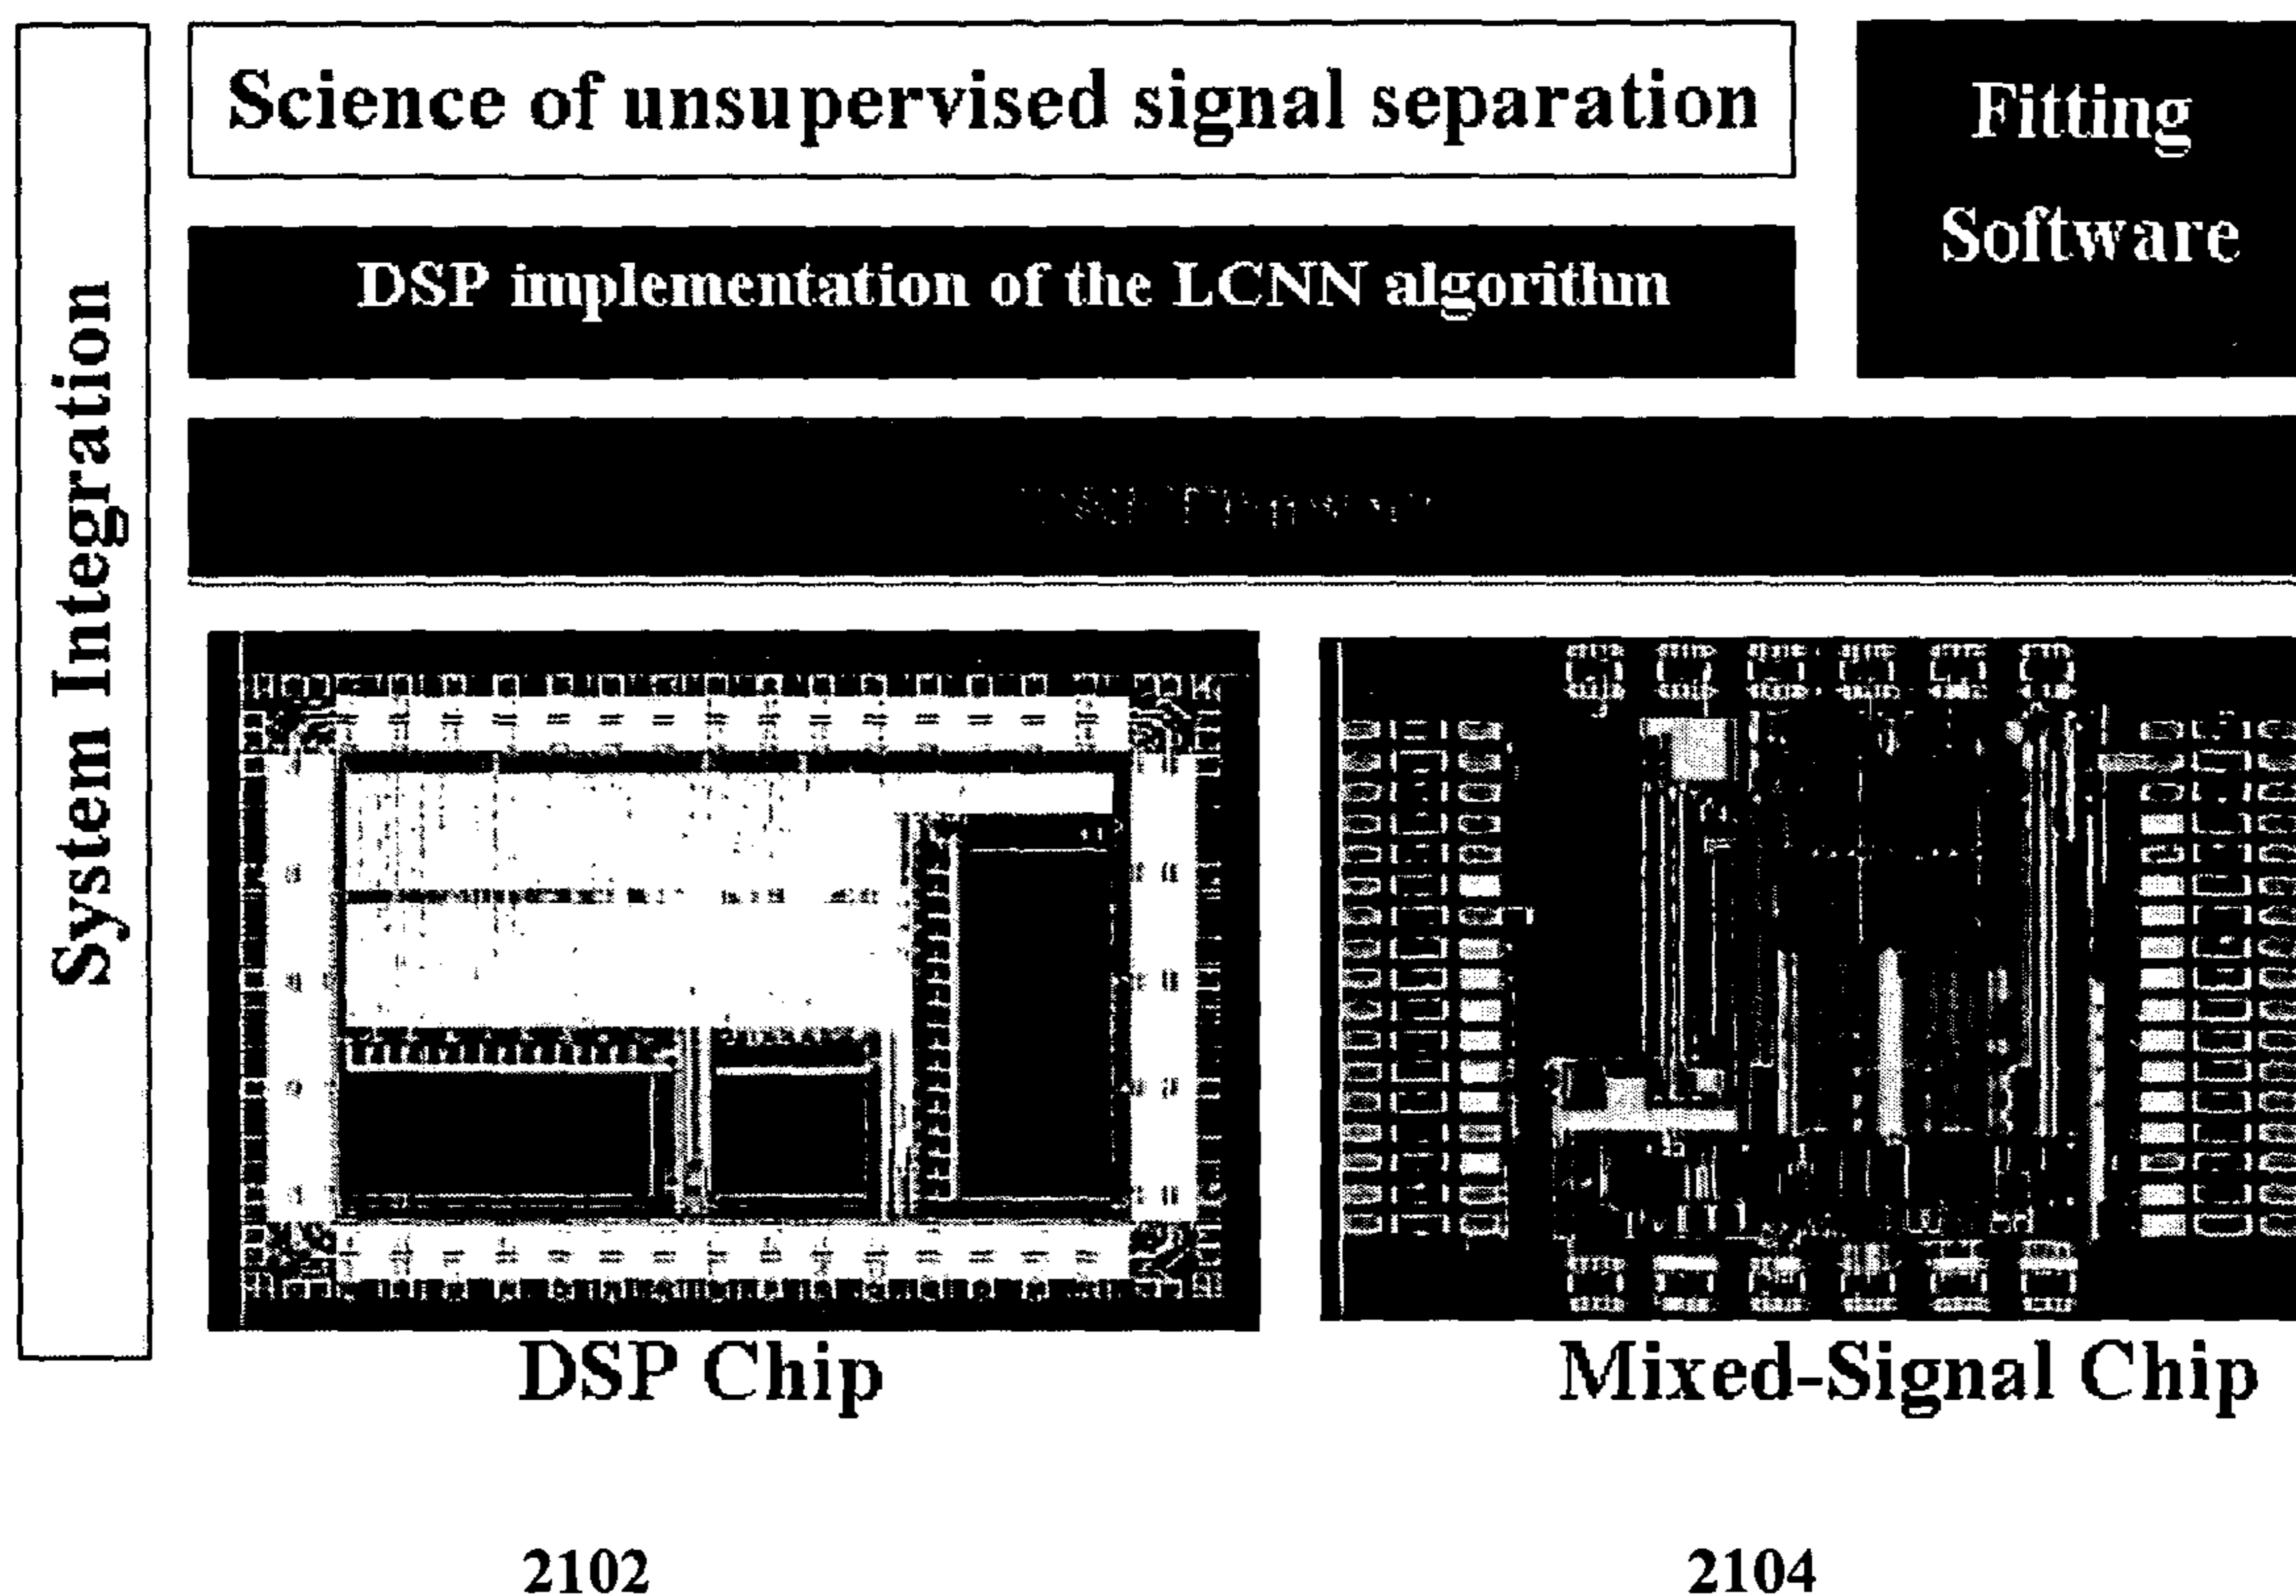 System Integration
Science of unsupervised signal separation
Fitting
Software
DSP implementation of the LCNN algorithm
DSP Chip
Mixed-Signal Chip
2102
2104